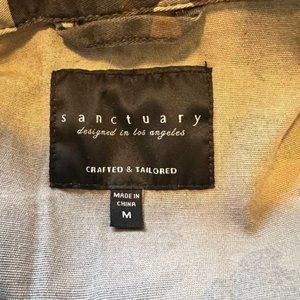 sanctuary
designed in los angeles
CRAFTED & TAILORED
MADE IN
CHINA
M